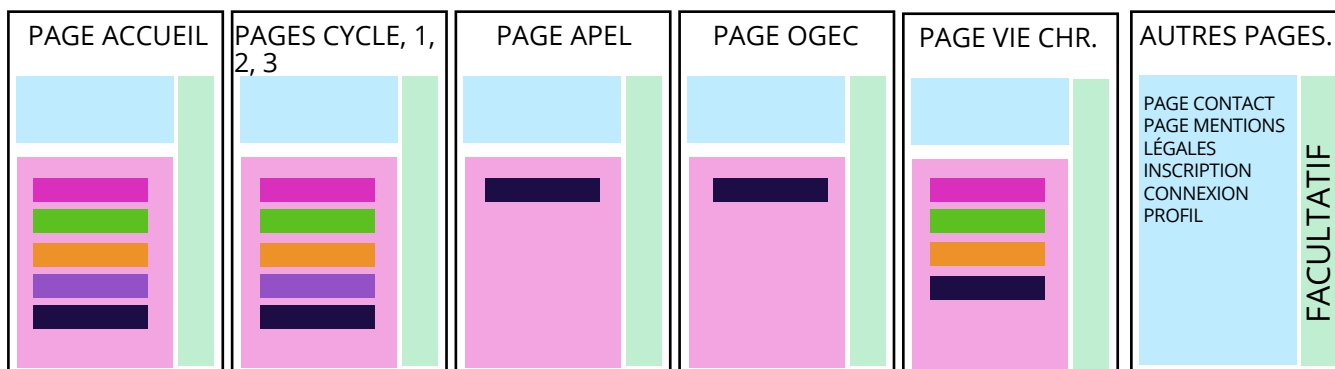 PAGE ACCUEIL
PAGES CYCLE, 1,
2, 3
PAGE APEL
PAGE OGEC
PAGE VIE CHR.
AUTRES PAGES.
PAGE CONTACT
PAGE MENTIONS
LÉGALES
INSCRIPTION
CONNEXION
PROFIL
FACULTATIF